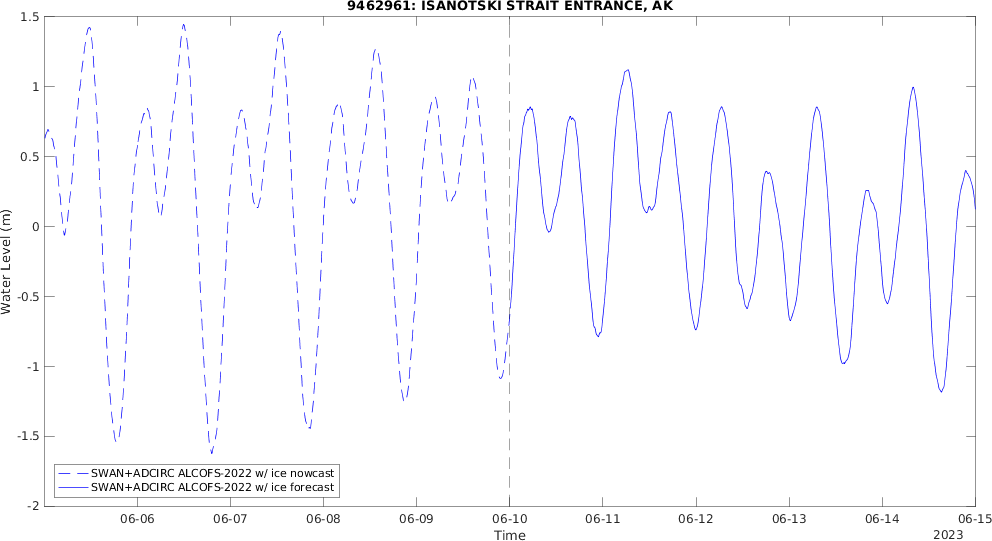 9462961: ISANOTSKI STRAIT ENTRANCE, AK
1.5
1
0.5
0
-0.5
-1
-1.5
-2
Water Level (m)
SWAN+ADCIRC ALCOFS-2022 w/ ice nowcast
SWAN+ADCIRC ALCOFS-2022 w/ ice forecast
06-06 06-07 06-08 06-09 06-10 06-11 06-12 06-13 06-14 06-15
Time
2023